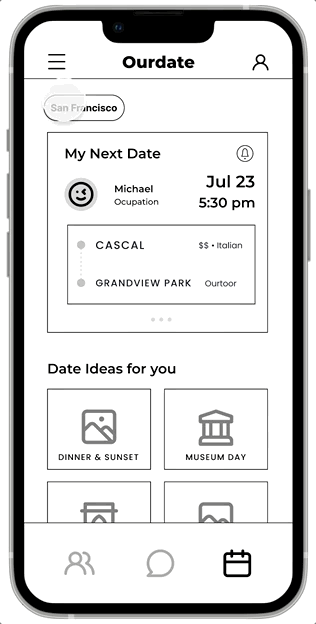 Ourdate
San Francisco
My Next Date
Michael
Ocupation
Jul 23
5:30 pm
CASCAL
$$ • Italian
GRANDVIEW PARK
Ourtoor
Date Ideas for you
DINNER & SUNSET
MUSEUM DAY